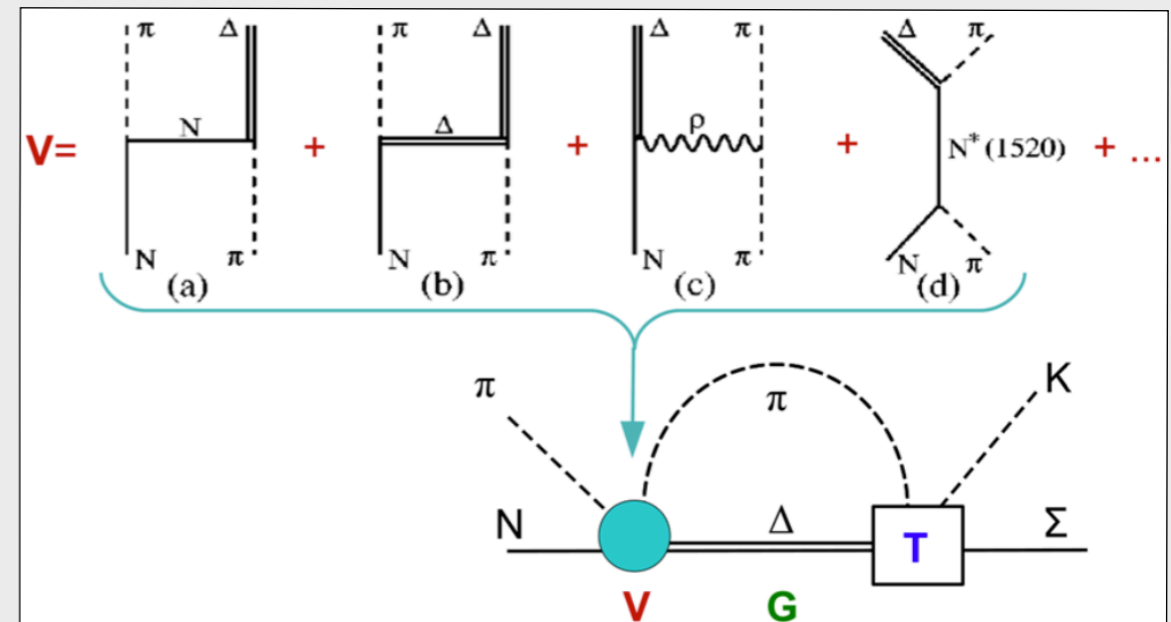 π Δ π Δ Δ π Δ π
V= N + Δ + ρ + N*(1520) + ...
N π N π N π N π
(a) (b) (c) (d)
π π K
N Δ T Σ
V G